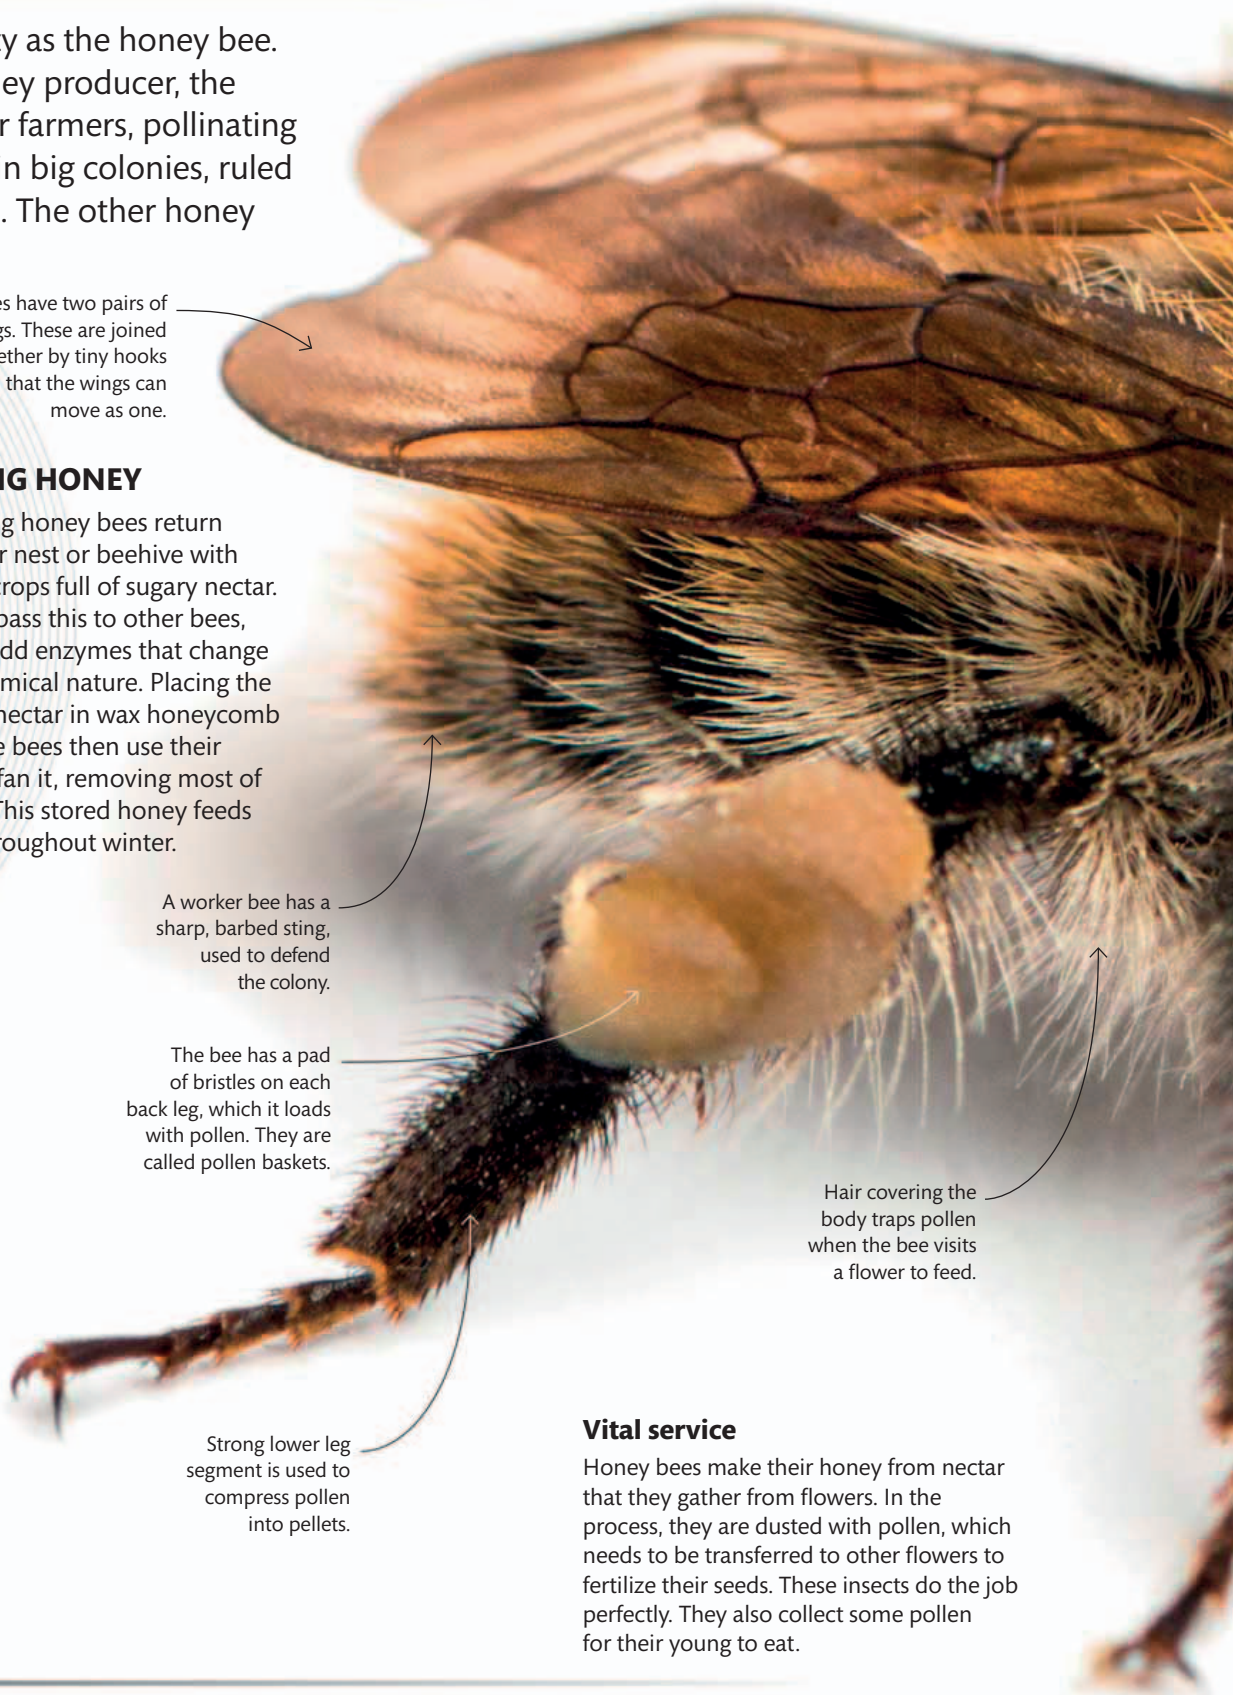 ty as the honey bee.
ey producer, the
r farmers, pollinating
in big colonies, ruled
. The other honey
es have two pairs of
gs. These are joined
ether by tiny hooks
that the wings can
move as one.
NG HONEY
g honey bees return
r nest or beehive with
crops full of sugary nectar.
pass this to other bees,
dd enzymes that change
mical nature. Placing the
nectar in wax honeycomb
e bees then use their
fan it, removing most of
This stored honey feeds
roughout winter.
A worker bee has a
sharp, barbed sting,
used to defend
the colony.
The bee has a pad
of bristles on each
back leg, which it loads
with pollen. They are
called pollen baskets.
Hair covering the
body traps pollen
when the bee visits
a flower to feed.
Strong lower leg
segment is used to
compress pollen
into pellets.
Vital service
Honey bees make their honey from nectar
that they gather from flowers. In the
process, they are dusted with pollen, which
needs to be transferred to other flowers to
fertilize their seeds. These insects do the job
perfectly. They also collect some pollen
for their young to eat.